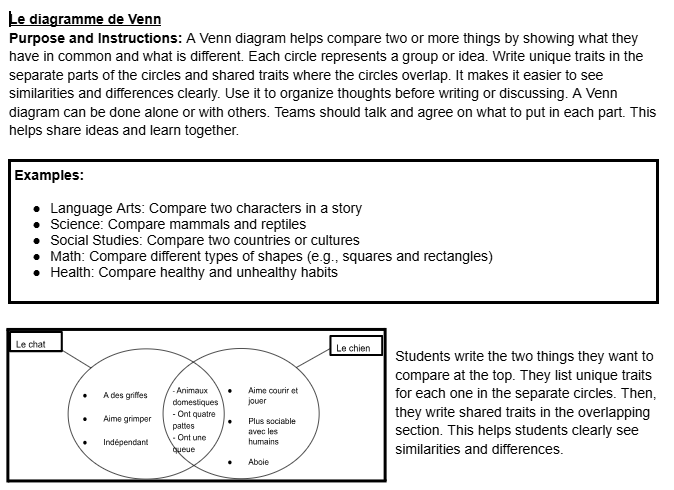 Le diagramme de Venn
Purpose and Instructions: A Venn diagram helps compare two or more things by showing what they
have in common and what is different. Each circle represents a group or idea. Write unique traits in the
separate parts of the circles and shared traits where the circles overlap. It makes it easier to see
similarities and differences clearly. Use it to organize thoughts before writing or discussing. A Venn
diagram can be done alone or with others. Teams should talk and agree on what to put in each part. This
helps share ideas and learn together.
Examples:
● Language Arts: Compare two characters in a story
● Science: Compare mammals and reptiles
● Social Studies: Compare two countries or cultures
● Math: Compare different types of shapes (e.g., squares and rectangles)
● Health: Compare healthy and unhealthy habits
Le chat
Le chien
● A des griffes
● Aime grimper
● Indépendant
- Animaux
domestiques
- Ont quatre
pattes
- Ont une
queue
● Aime courir et
jouer
● Plus sociable
avec les
humains
● Aboie
Students write the two things they want to
compare at the top. They list unique traits
for each one in the separate circles. Then,
they write shared traits in the overlapping
section. This helps students clearly see
similarities and differences.